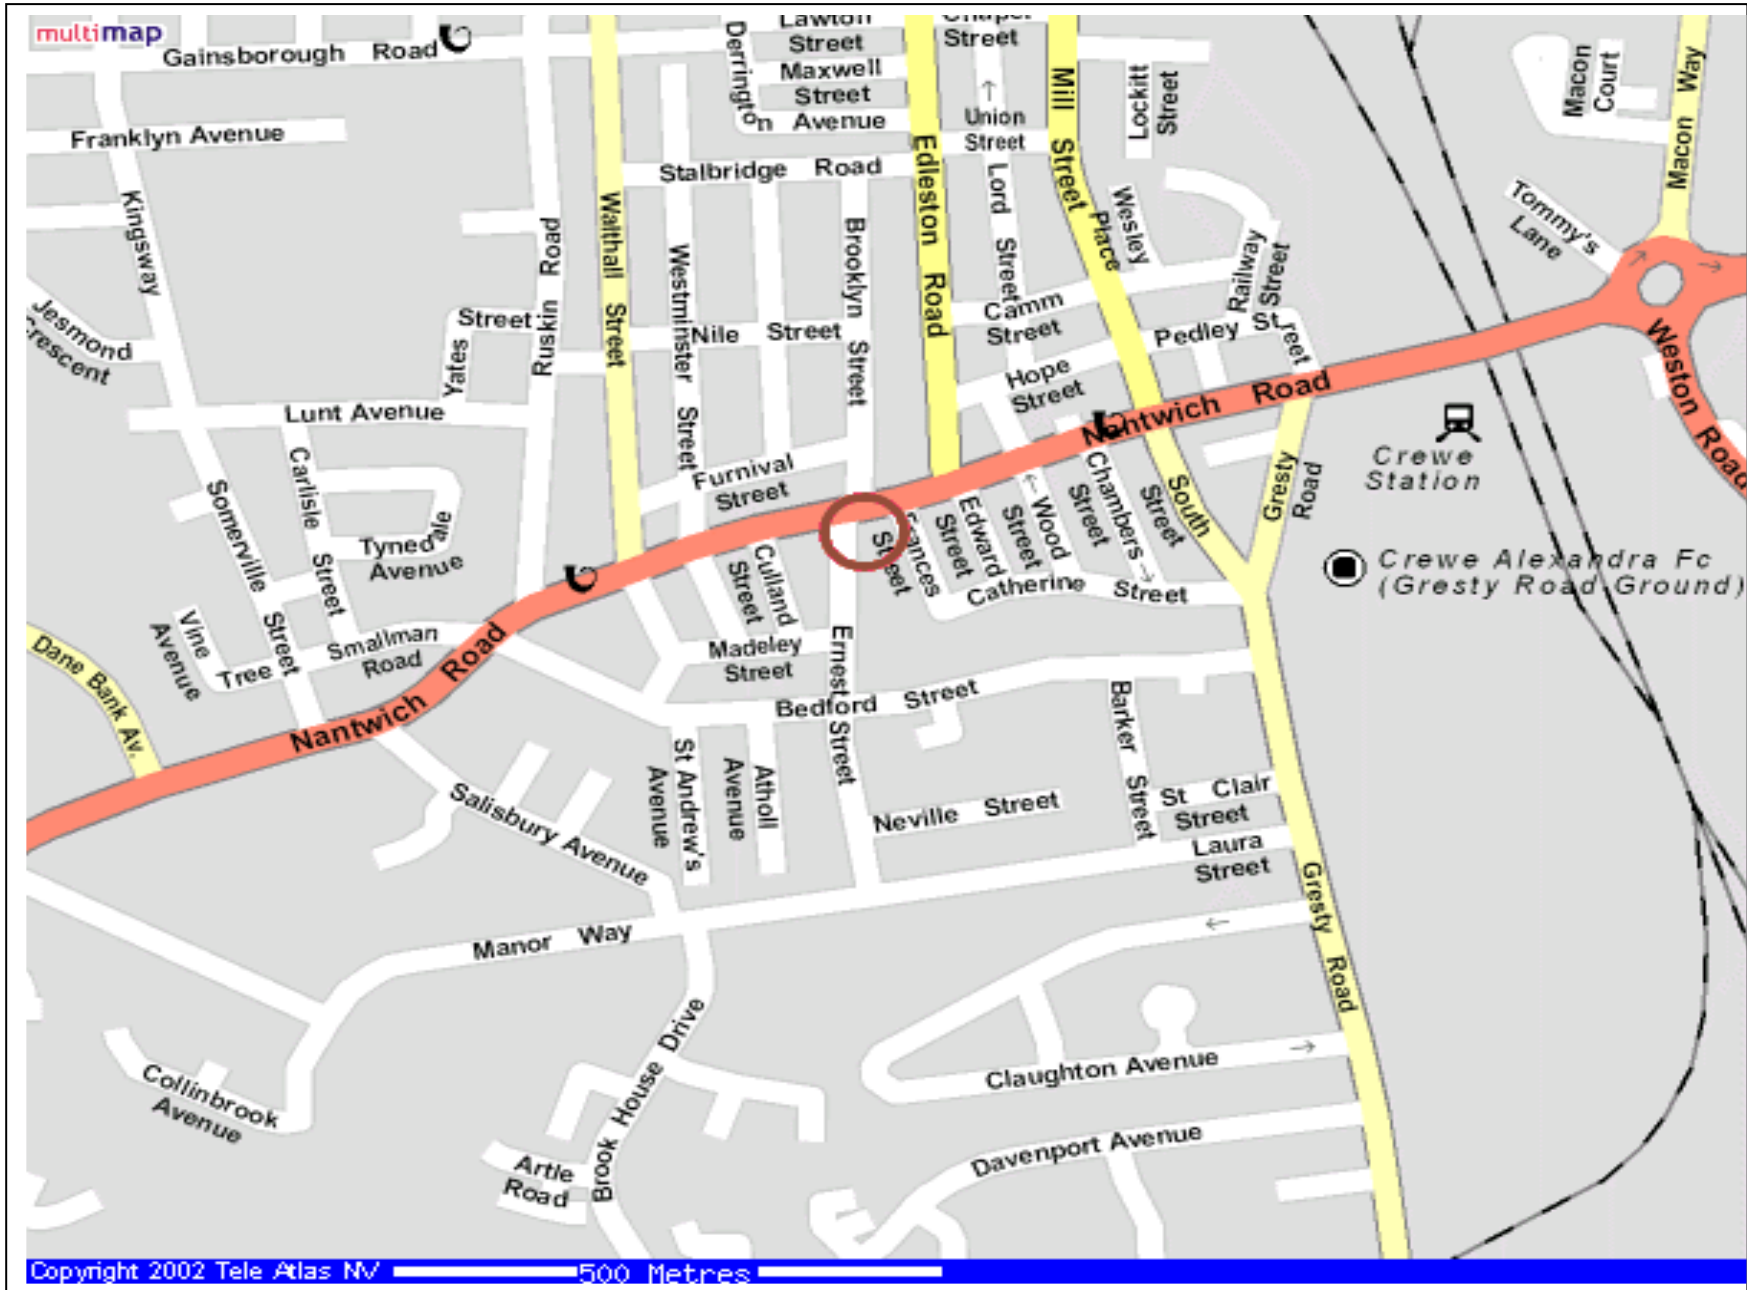 multimap
Gainsborough Road
Franklyn Avenue
Kingsway
Jesmond
Crescent
Derrington Avenue
Lawton
Street
Maxwell
Street
Chapel
Street
Union
Street
Mill Street
Lockitt
Street
Macon
Court
Macon Way
Tommy's
Lane
Stalbridge Road
Walthall Street
Ruskin Road
Westminster Street
Brooklyn Street
Edleston Road
Lord Street
Wesley
Place
Railway
Street
Camm
Street
Yates
Street
Nile Street
Pedley Street
Hope
Street
Lunt Avenue
Carlisle Street
Somerville Street
Tynedale
Avenue
Furnival
Street
Nantwich Road
Weston Road
Crewe
Station
Crewe Alexandra Fc
(Gresty Road Ground)
Gresty
Road
South
Street
Chambers
Street
Wood
Street
Edward
Street
Frances
Street
Catherine Street
Culland
Street
Madeley
Street
Ernest Street
Bedford Street
Vine
Tree
Avenue
Smallman
Road
Nantwich Road
Dane Bank Av.
Salisbury Avenue
St Andrew's
Avenue
Atholl
Avenue
Barker Street
Neville Street
St Clair
Street
Laura
Street
Gresty Road
Manor Way
Brook House Drive
Claughton Avenue
Davenport Avenue
Collinbrook
Avenue
Artle
Road
Copyright 2002 Tele Atlas NV
500 Metres